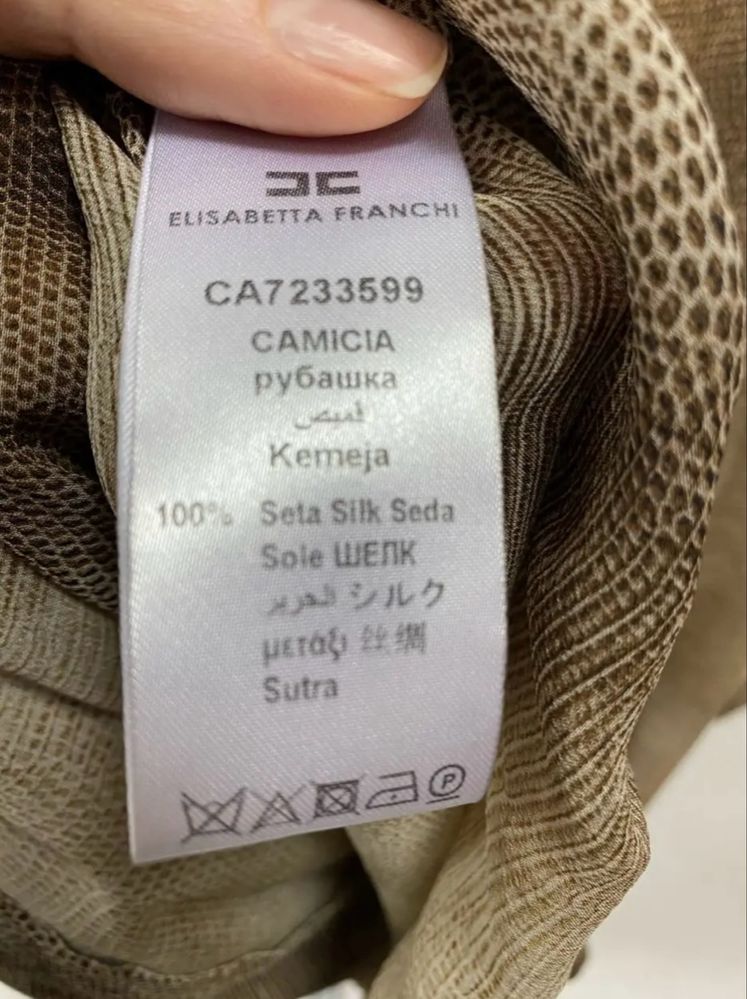 ELISABETTA FRANCHI
CA7233599
CAMICIA
рубашка
قميص
Kemeja
100% Seta Silk Seda
Soie ШЕЛК
الحرير シルク
μετάξι 丝绸
Sutra
P